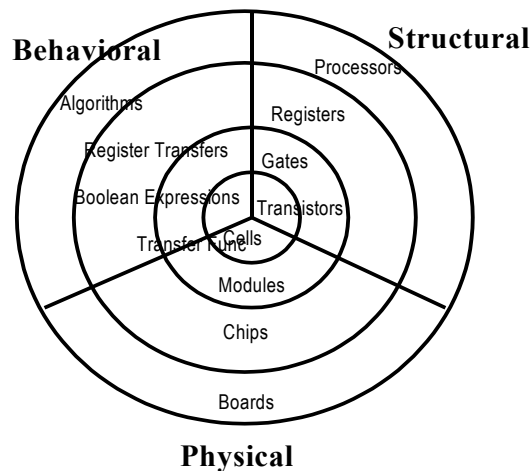 Behavioral
Structural
Processors
Algorithms
Registers
Register Transfers
Gates
Boolean Expressions
Transistors
Transfer Func
Cells
Modules
Chips
Boards
Physical